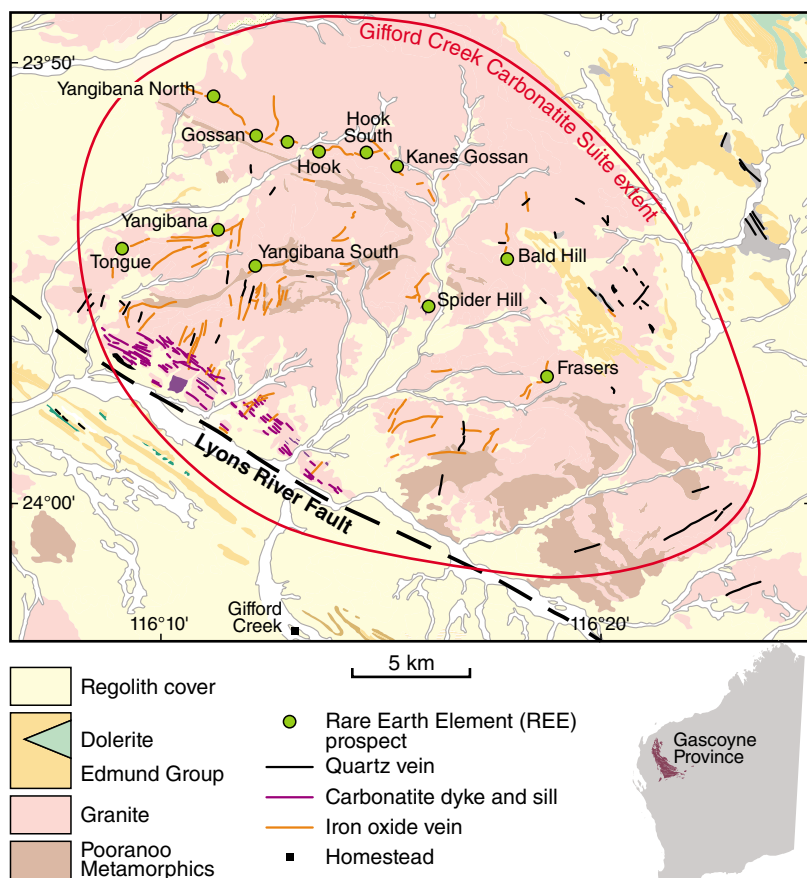 Gifford Creek Carbonatite Suite extent
23°50'
Yangibana North
Gossan
Hook
South
Hook
Kanes Gossan
Yangibana
Tongue
Yangibana South
Bald Hill
Spider Hill
Frasers
Lyons River Fault
24°00'
Gifford
Creek
116°10'
116°20'
5 km
Regolith cover
Dolerite
Edmund Group
Granite
Pooranoo
Metamorphics
Rare Earth Element (REE)
prospect
Quartz vein
Carbonatite dyke and sill
Iron oxide vein
Homestead
Gascoyne
Province